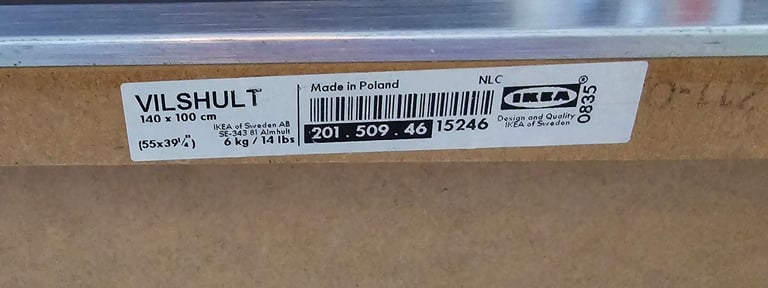 VILSHULT
140 x 100 cm
(55x39¼")
IKEA of Sweden AB
SE-343 81 Älmhult
6 kg / 14 lbs
Made in Poland
NLC
201.509.46
15246
IKEA®
Design and Quality
IKEA of Sweden
0835